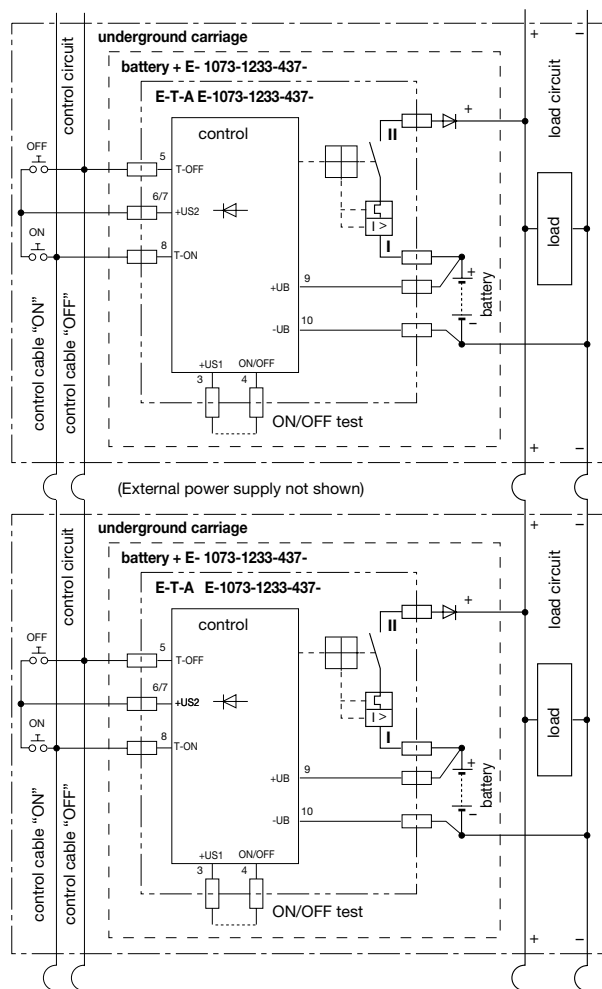 underground carriage
+ –
control circuit
battery + E- 1073-1233-437-
E-T-A E-1073-1233-437-
load circuit
OFF
control
II
+
5
T-OFF
6/7
+US2
I >
load
ON
8
T-ON
I
9
+UB
+
battery
10
-UB
–
control cable “ON”
control cable “OFF”
+US1 ON/OFF
3 4
ON/OFF test
+ –
(External power supply not shown)
underground carriage
+ –
control circuit
battery + E- 1073-1233-437-
E-T-A E-1073-1233-437-
load circuit
OFF
control
II
+
5
T-OFF
6/7
+US2
I >
load
ON
8
T-ON
I
9
+UB
+
battery
10
-UB
–
control cable “ON”
control cable “OFF”
+US1 ON/OFF
3 4
ON/OFF test
+ –